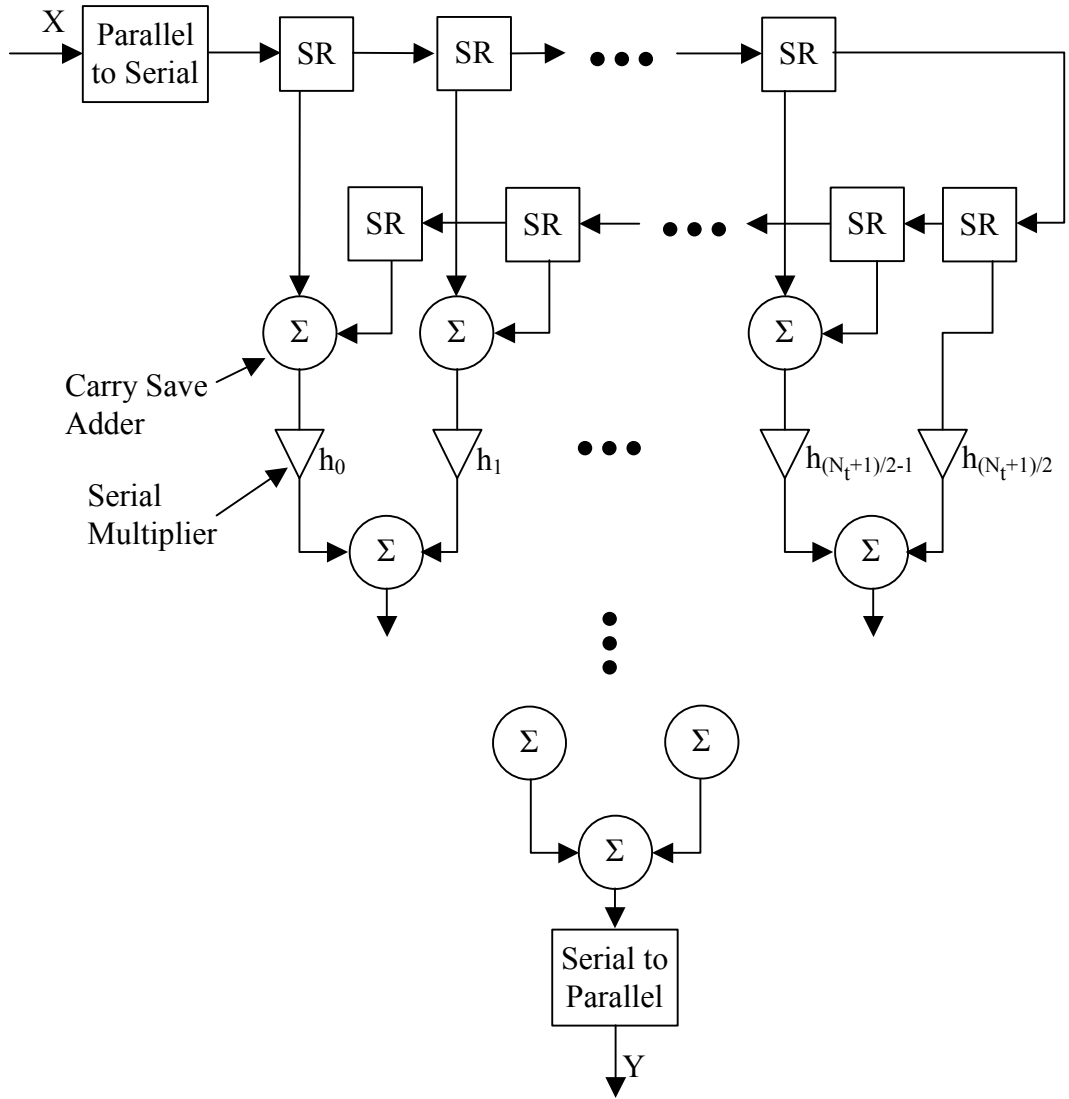 X
Parallel
to Serial
SR
SR
SR
SR
SR
SR
SR
Σ
Σ
Σ
Carry Save
Adder
h0
h1
h(Nt+1)/2-1
h(Nt+1)/2
Serial
Multiplier
Σ
Σ
Σ
Σ
Σ
Serial to
Parallel
Y